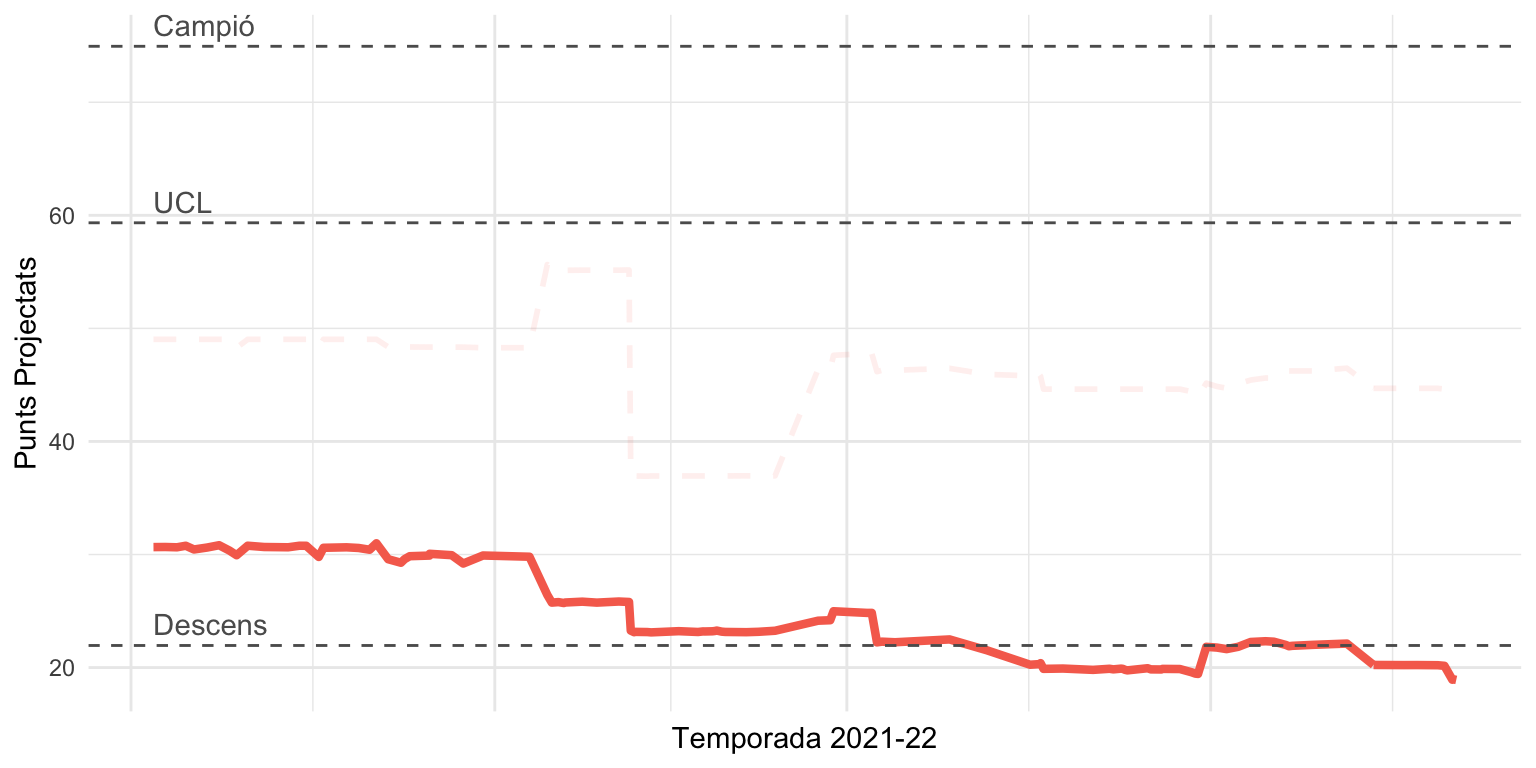 Campió
UCL
60
40
Descens
20
Punts Projectats
Temporada 2021-22